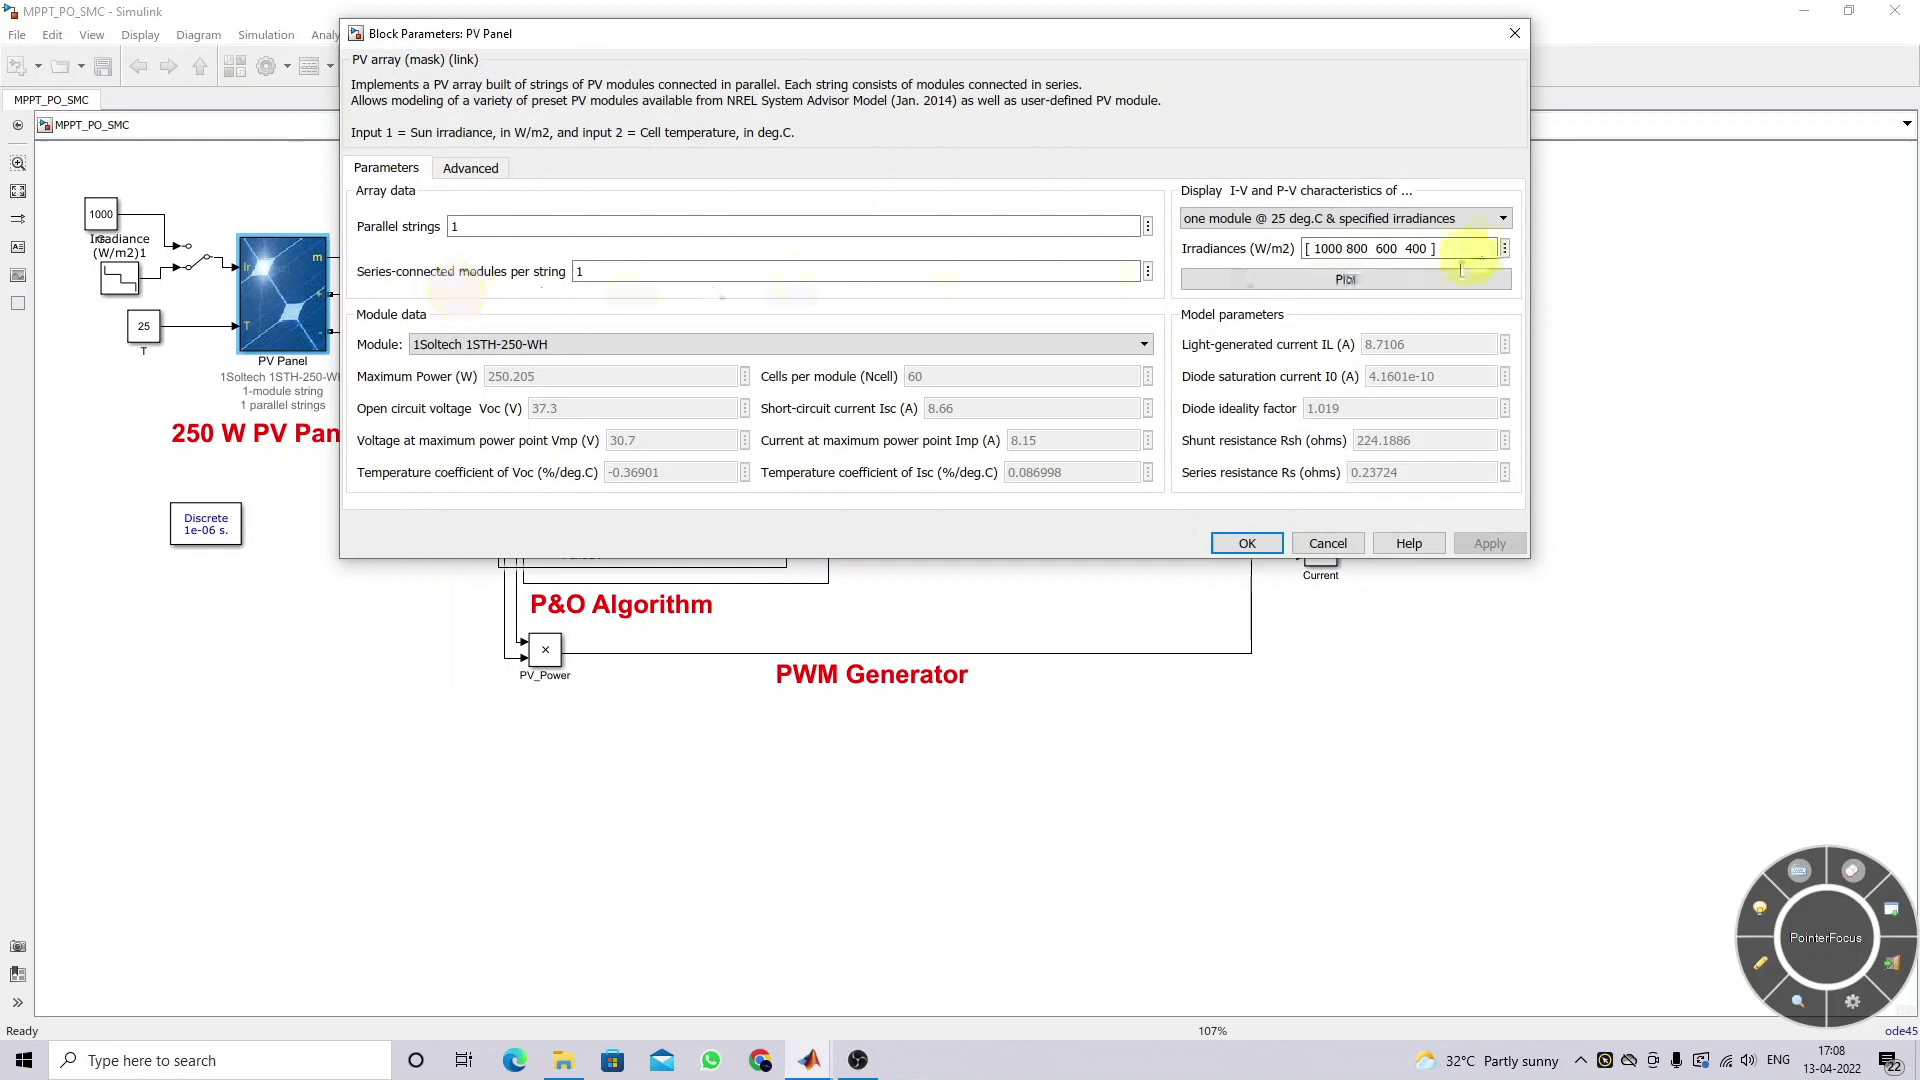 MPPT_PO_SMC - Simulink
File Edit View Display Diagram Simulation Analy
MPPT_PO_SMC
MPPT_PO_SMC
Block Parameters: PV Panel
PV array (mask) (link)
Implements a PV array built of strings of PV modules connected in parallel. Each string consists of modules connected in series.
Allows modeling of a variety of preset PV modules available from NREL System Advisor Model (Jan. 2014) as well as user-defined PV module.
Input 1 = Sun irradiance, in W/m2, and input 2 = Cell temperature, in deg.C.
Parameters Advanced
Array data
Parallel strings 1
Series-connected modules per string 1
Display I-V and P-V characteristics of ...
one module @ 25 deg.C & specified irradiances
Irradiances (W/m2) [ 1000 800 600 400 ]
Module data
Module: 1Soltech 1STH-250-WH
Maximum Power (W) 250.205
Cells per module (Ncell) 60
Open circuit voltage Voc (V) 37.3
Short-circuit current Isc (A) 8.66
Voltage at maximum power point Vmp (V) 30.7
Current at maximum power point Imp (A) 8.15
Temperature coefficient of Voc (%/deg.C) -0.36901
Temperature coefficient of Isc (%/deg.C) 0.086998
Model parameters
Light-generated current IL (A) 8.7106
Diode saturation current I0 (A) 4.1601e-10
Diode ideality factor 1.019
Shunt resistance Rsh (ohms) 224.1886
Series resistance Rs (ohms) 0.23724
OK Cancel Help Apply
1000
Irradiance
(W/m2)1
25
T
Ir
m
+
-
T
PV Panel
1Soltech 1STH-250-WH
1-module string
1 parallel strings
250 W PV Pan
Discrete
1e-06 s.
Current
P&O Algorithm
×
PV_Power
PWM Generator
PointerFocus
Ready
107%
ode45
Type here to search
32°C Partly sunny
ENG
17:08
13-04-2022
22